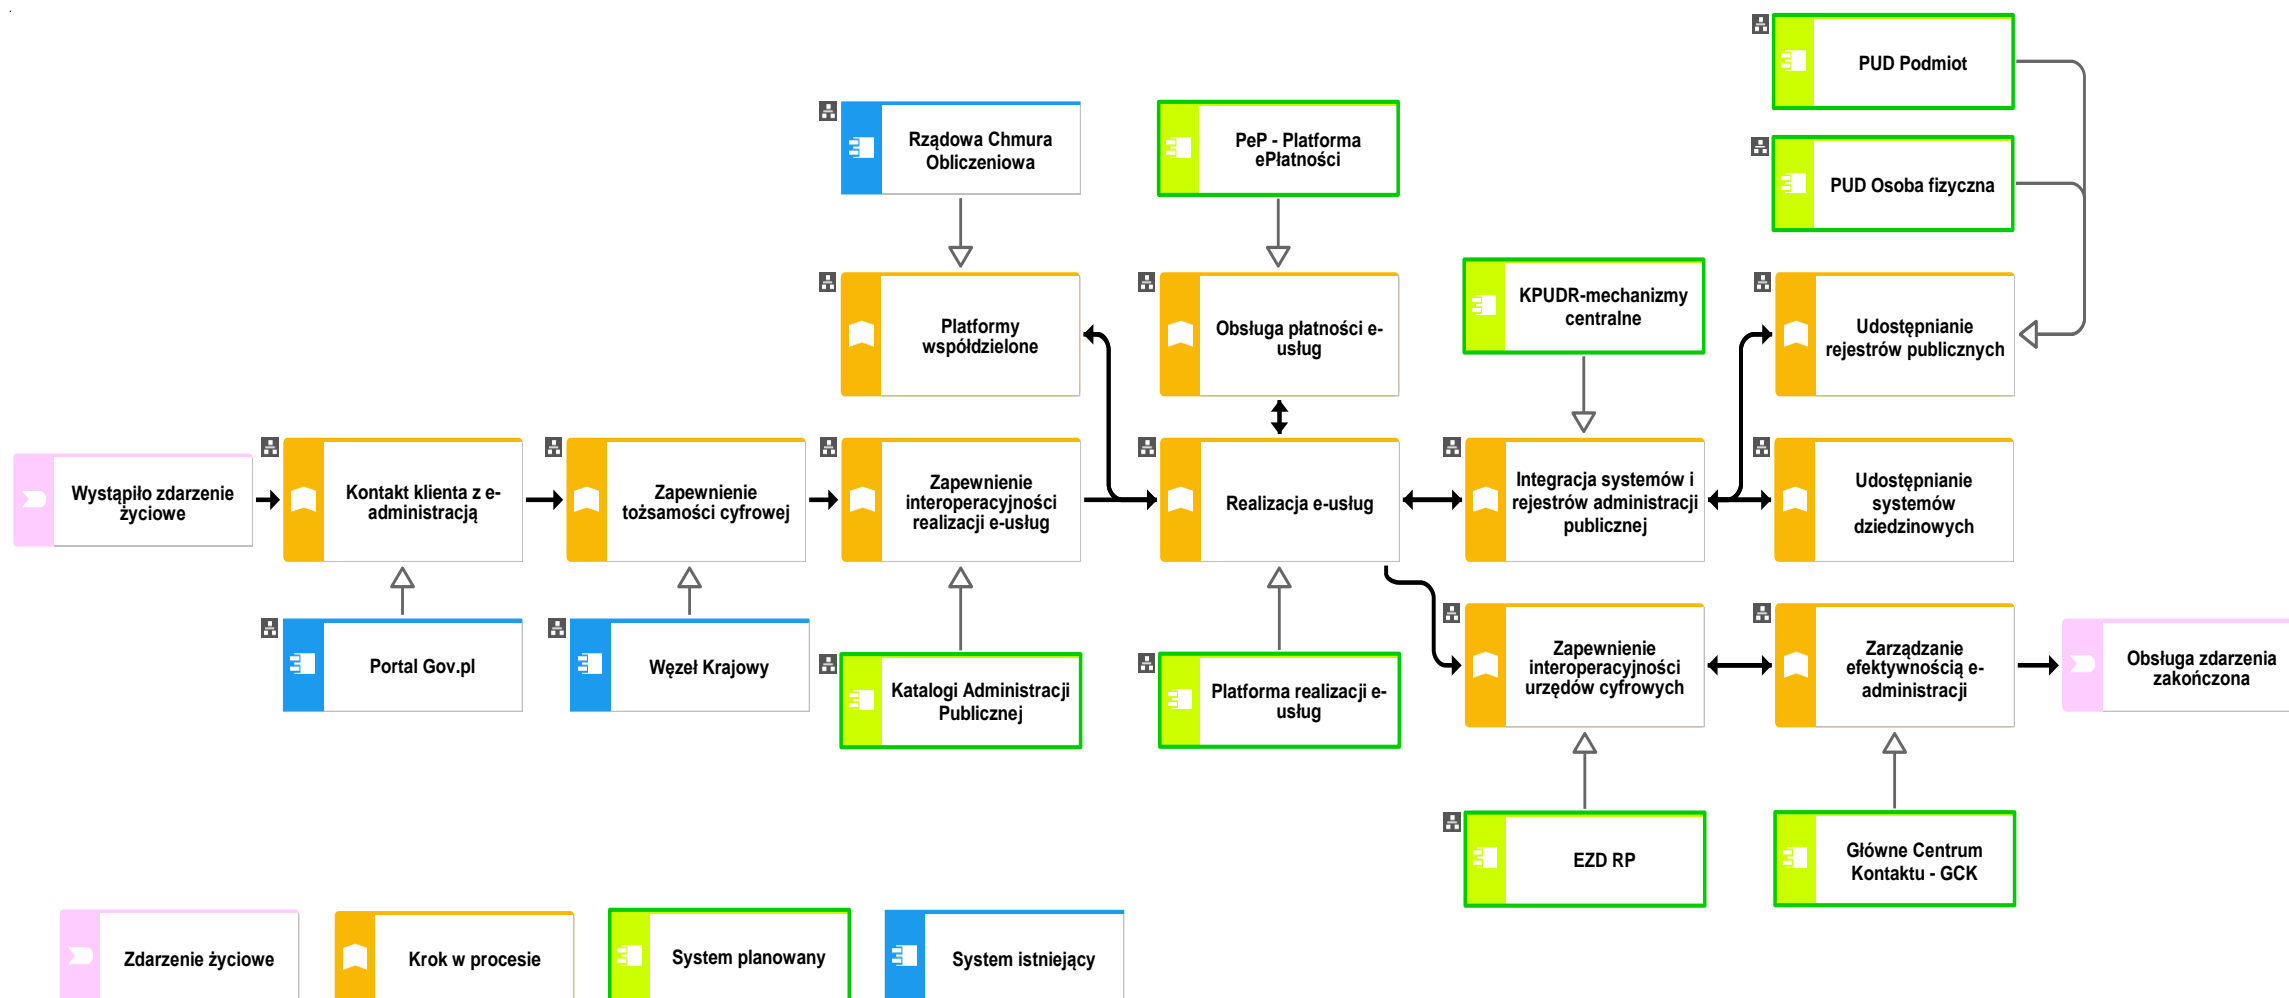 PUD Podmiot
Rządowa Chmura
Obliczeniowa
PeP - Platforma
ePłatności
PUD Osoba fizyczna
Platformy
współdzielone
Obsługa płatności e-
usług
KPUDR-mechanizmy
centralne
Udostępnianie
rejestrów publicznych
Wystąpiło zdarzenie
życiowe
Kontakt klienta z e-
administracją
Zapewnienie
tożsamości cyfrowej
Zapewnienie
interoperacyjności
realizacji e-usług
Realizacja e-usług
Integracja systemów i
rejestrów administracji
publicznej
Udostępnianie
systemów
dziedzinowych
Portal Gov.pl
Węzeł Krajowy
Katalogi Administracji
Publicznej
Platforma realizacji e-
usług
Zapewnienie
interoperacyjności
urzędów cyfrowych
Zarządzanie
efektywnością e-
administracji
Obsługa zdarzenia
zakończona
EZD RP
Główne Centrum
Kontaktu - GCK
Zdarzenie życiowe
Krok w procesie
System planowany
System istniejący